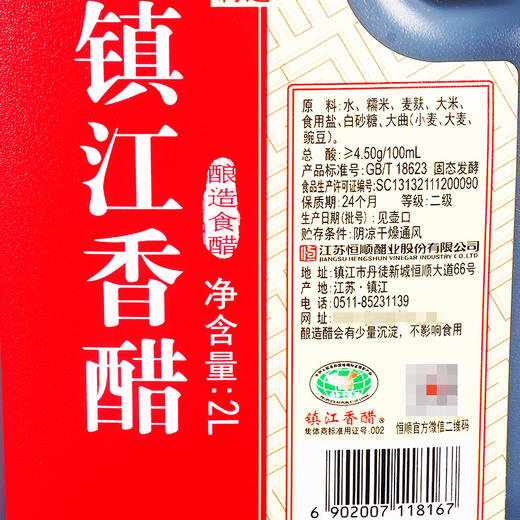 镇江香醋
酿造食醋
净含量:2L
原 料:水、糯米、麦麸、大米、
食用盐、白砂糖、大曲(小麦、大麦、
豌豆)。
总 酸:≥4.50g/100mL
产品标准号:GB/T 18623 固态发酵
食品生产许可证编号:SC13132111200090
保质期:24个月 等级:二级
生产日期(批号):见壶口
贮存条件:阴凉干燥通风
江苏恒顺醋业股份有限公司
JIANGSU HENGSHUN VINEGAR INDUSTRY CO.,LTD.
地 址:镇江市丹徒新城恒顺大道66号
产 地:江苏·镇江
电 话:0511-85231139
网 址:
酿造醋会有少量沉淀,不影响食用
镇江香醋®
集体商标准用证号:002
恒顺官方微信二维码
6 902007 118167